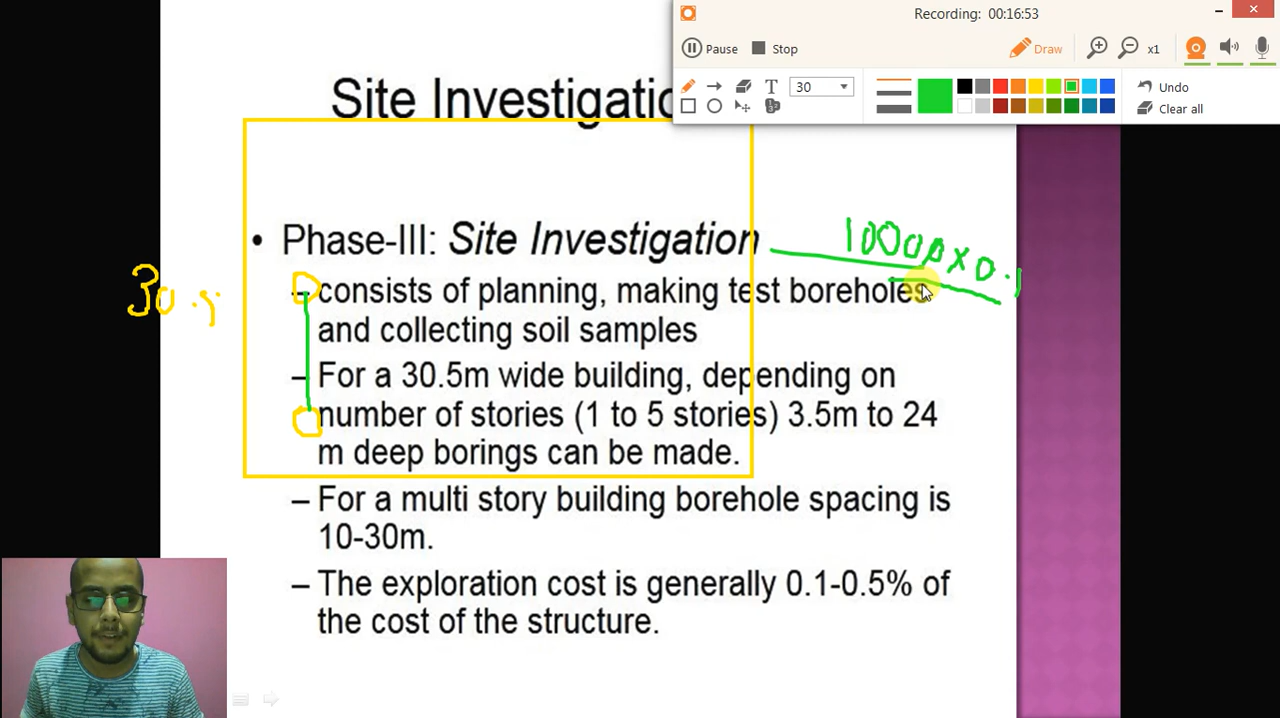 Recording: 00:16:53
Pause Stop Draw x1
T 30 Undo
Clear all
Site Investigatio
• Phase-III: Site Investigation
10000 x 0.1
– consists of planning, making test boreholes
and collecting soil samples
30.5
– For a 30.5m wide building, depending on
number of stories (1 to 5 stories) 3.5m to 24
m deep borings can be made.
– For a multi story building borehole spacing is
10-30m.
– The exploration cost is generally 0.1-0.5% of
the cost of the structure.